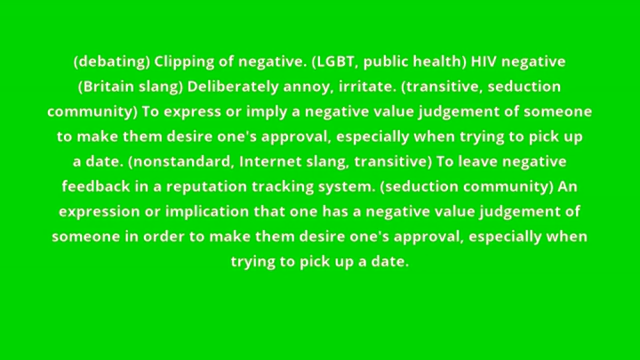 (debating) Clipping of negative. (LGBT, public health) HIV negative
(Britain slang) Deliberately annoy, irritate. (transitive, seduction
community) To express or imply a negative value judgement of someone
to make them desire one's approval, especially when trying to pick up
a date. (nonstandard, Internet slang, transitive) To leave negative
feedback in a reputation tracking system. (seduction community) An
expression or implication that one has a negative value judgement of
someone in order to make them desire one's approval, especially when
trying to pick up a date.